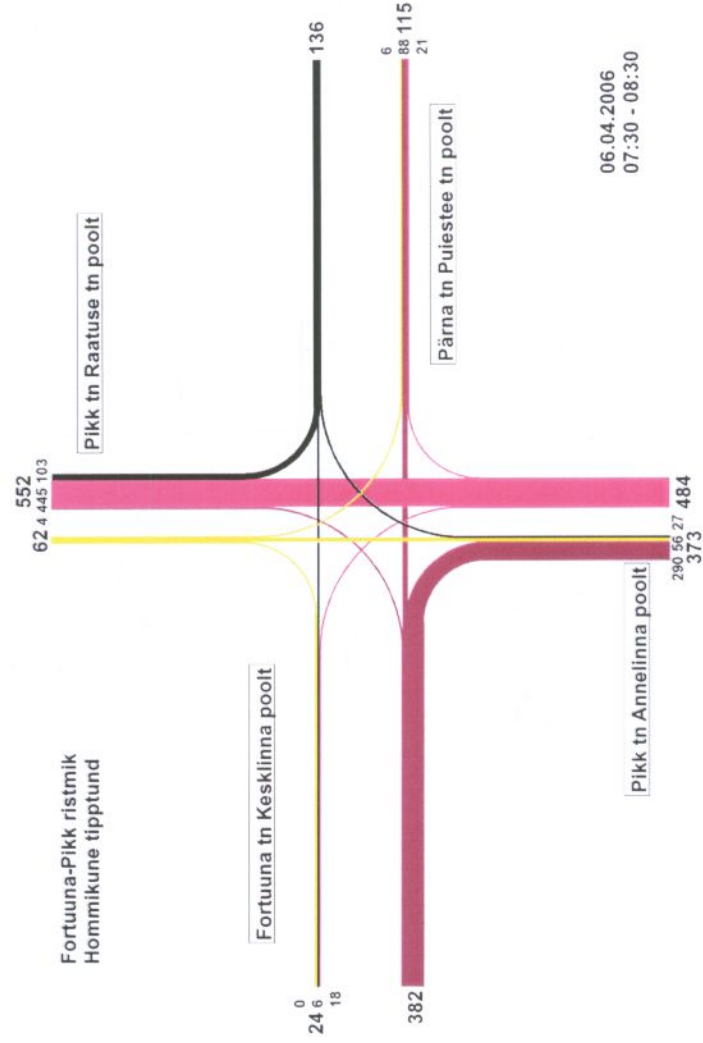 Fortuuna-Pikk ristmik
Hommikune tipptund
Pikk tn Raatuse tn poolt
552
62 4 445 103
136
6
88 115
21
Fortuuna tn Kesklinna poolt
Pärna tn Puiestee tn poolt
0
24 6
18
382
290 56 27
373
484
Pikk tn Annelinna poolt
06.04.2006
07:30 - 08:30